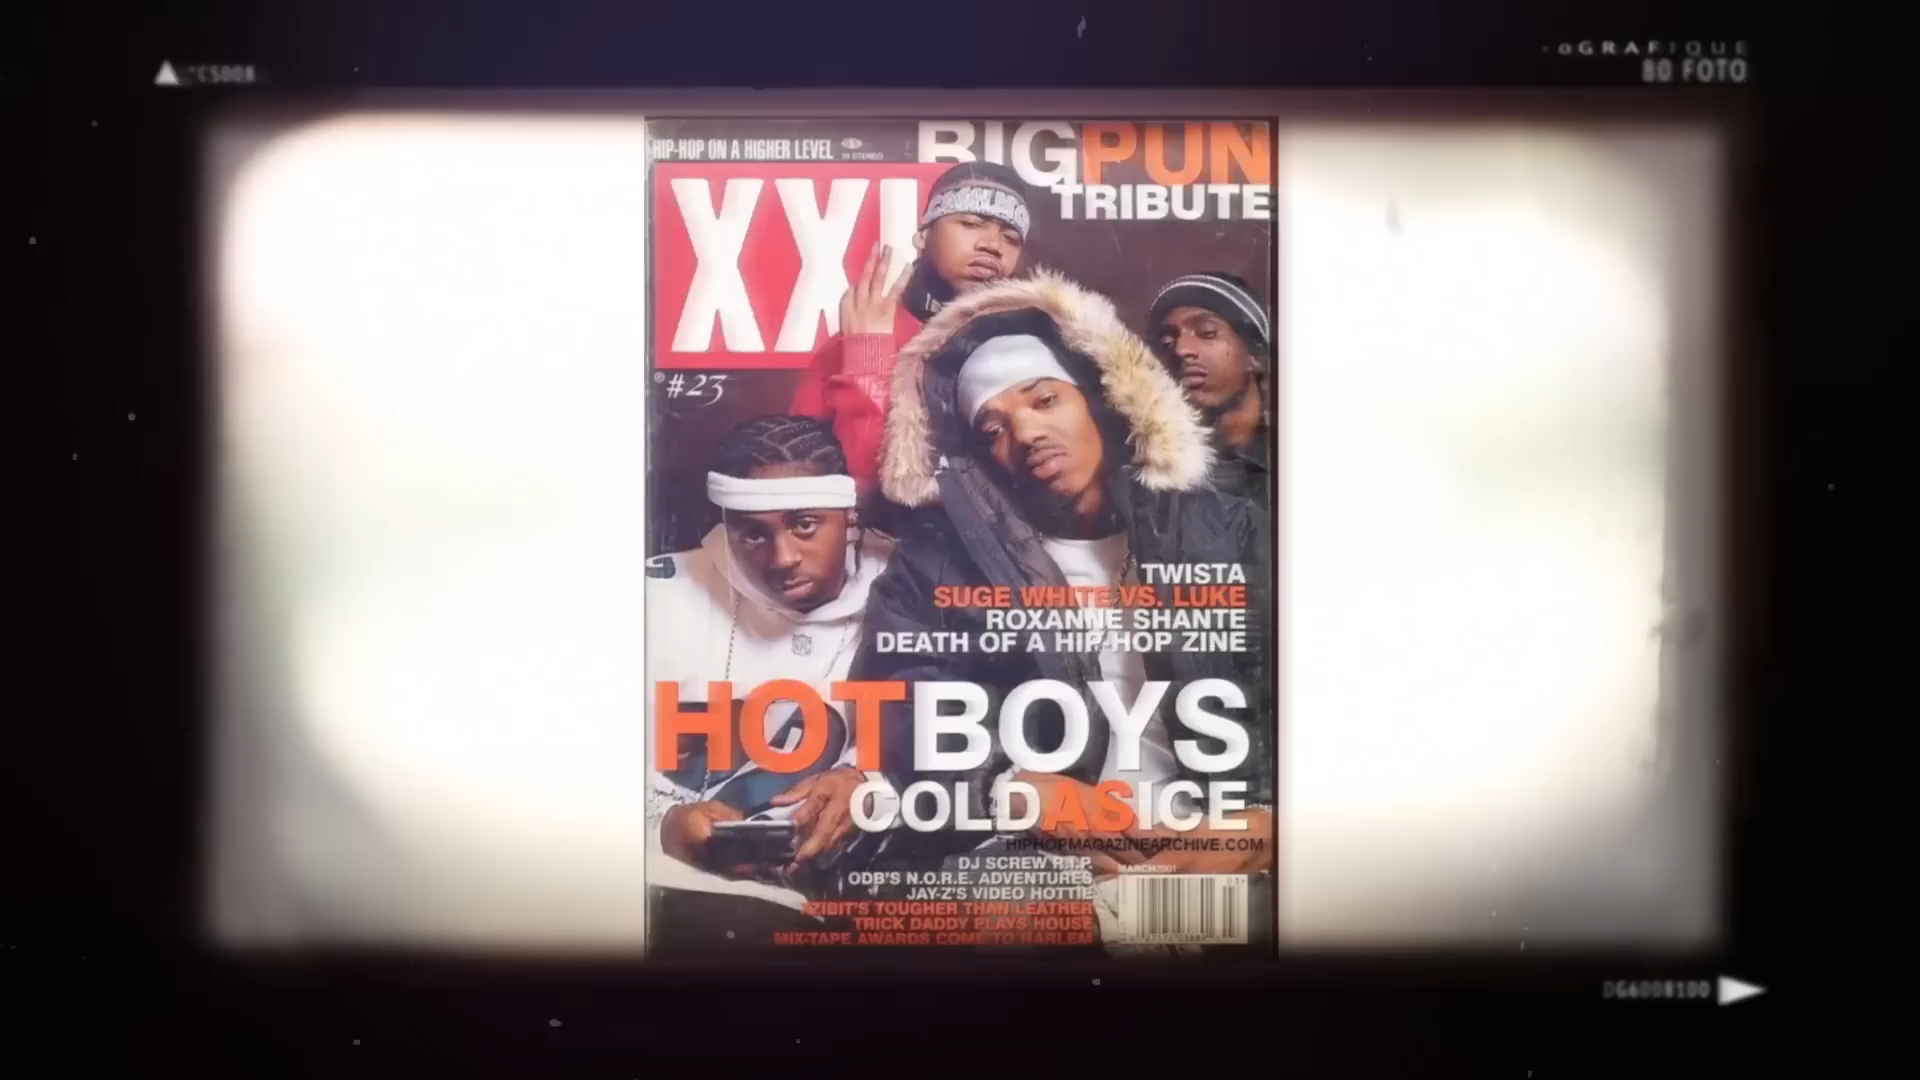 GRAFIQUE
80 FOTO
HIP-HOP ON A HIGHER LEVEL
IN STEREO
BIG PUN
TRIBUTE
XXL
#23
TWISTA
SUGE WHITE VS. LUKE
ROXANNE SHANTE
DEATH OF A HIP-HOP ZINE
HOT BOYS
COLD AS ICE
HIPHOPMAGAZINEARCHIVE.COM
MARCH 2001
DJ SCREW R.I.P.
ODB'S N.O.R.E. ADVENTURES
JAY-Z'S VIDEO HOTTIE
XZIBIT'S TOUGHER THAN LEATHER
TRICK DADDY PLAYS HOUSE
MIX-TAPE AWARDS COME TO HARLEM